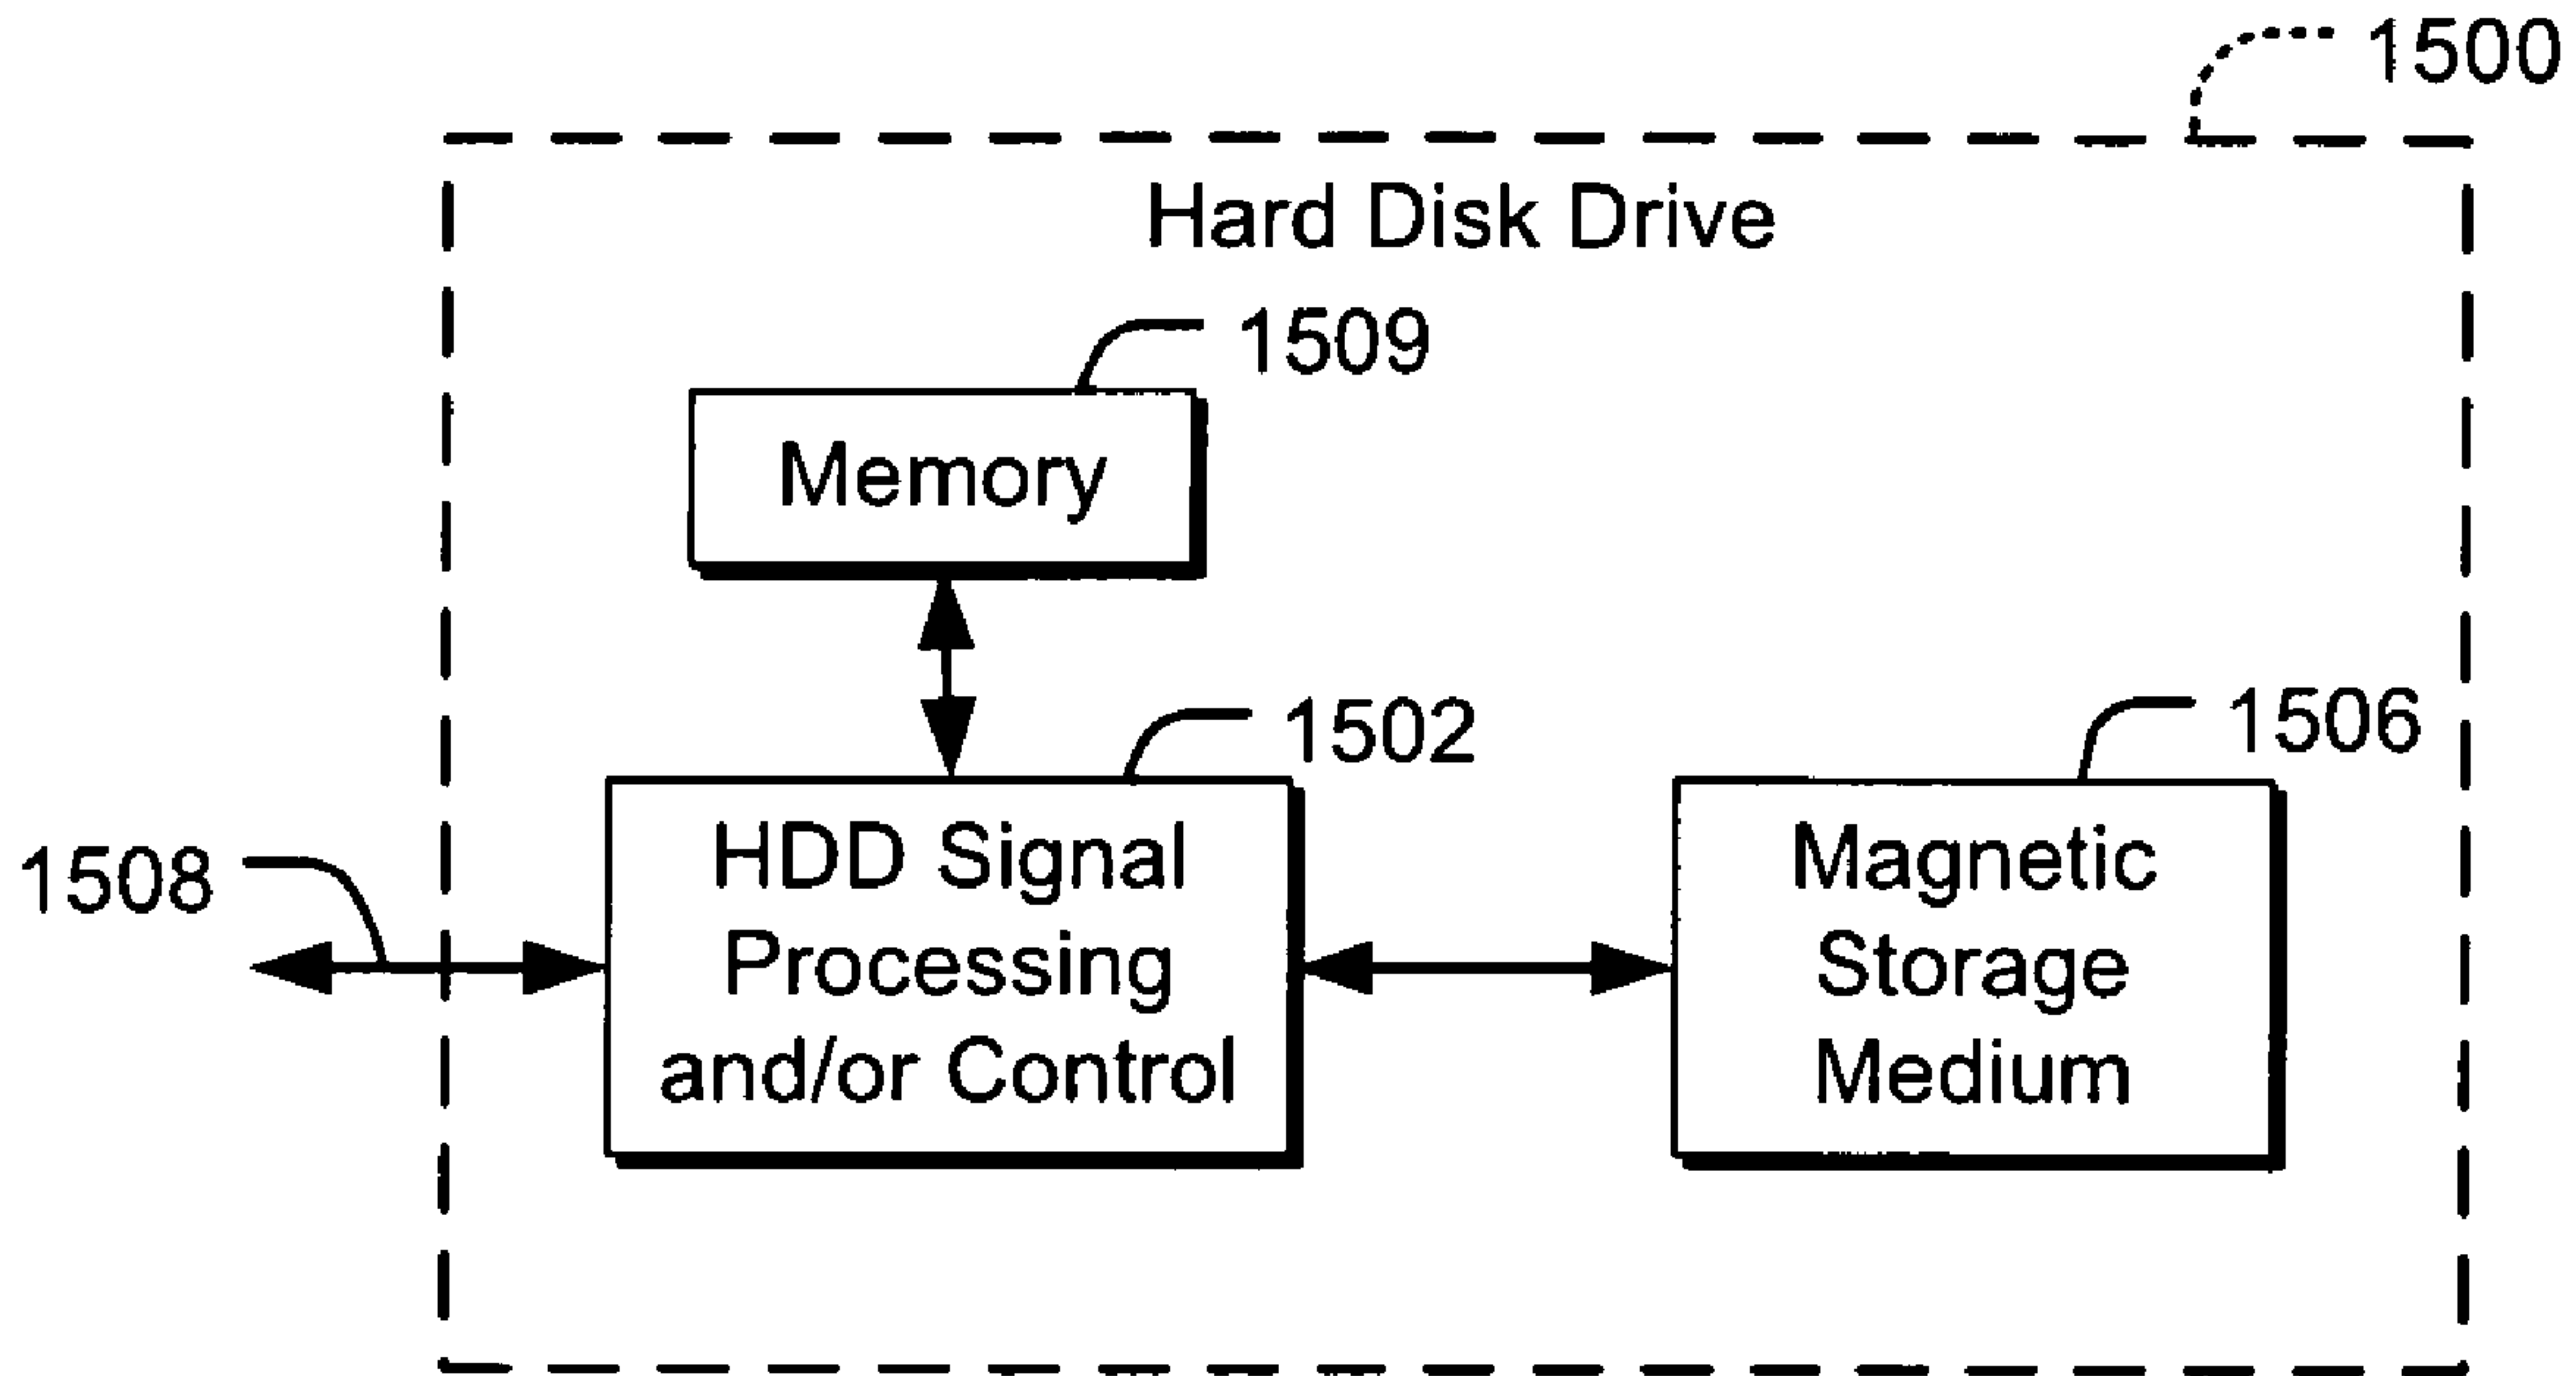 1500
Hard Disk Drive
1509
Memory
1502
1506
1508
HDD Signal
Processing
and/or Control
Magnetic
Storage
Medium